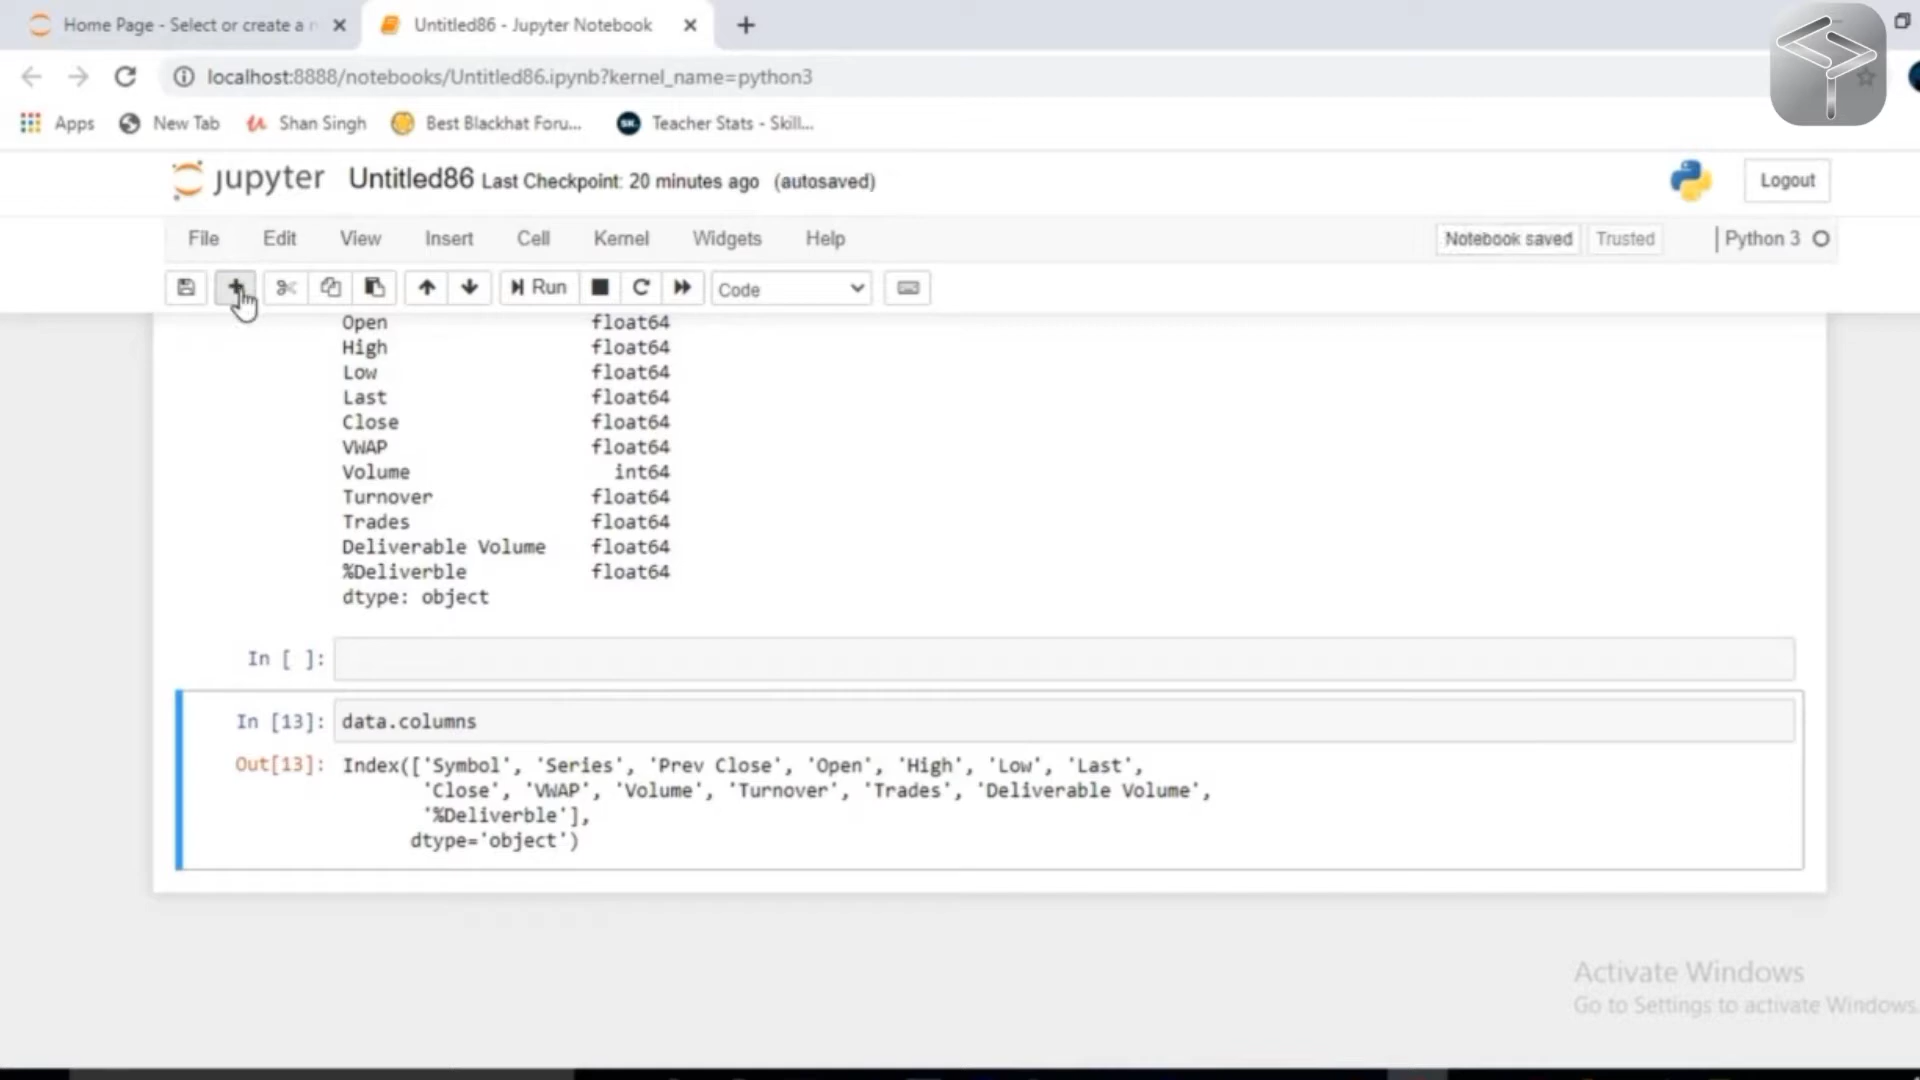 Home Page - Select or create a n
Untitled86 - Jupyter Notebook
localhost:8888/notebooks/Untitled86.ipynb?kernel_name=python3
Apps New Tab Shan Singh Best Blackhat Foru... Teacher Stats - Skill...
jupyter Untitled86 Last Checkpoint: 20 minutes ago (autosaved) Logout
File Edit View Insert Cell Kernel Widgets Help Notebook saved Trusted Python 3
Run Code
Open float64
High float64
Low float64
Last float64
Close float64
VWAP float64
Volume int64
Turnover float64
Trades float64
Deliverable Volume float64
%Deliverble float64
dtype: object
In [ ]:
In [13]: data.columns
Out[13]: Index(['Symbol', 'Series', 'Prev Close', 'Open', 'High', 'Low', 'Last',
'Close', 'VWAP', 'Volume', 'Turnover', 'Trades', 'Deliverable Volume',
'%Deliverble'],
dtype='object')
Activate Windows
Go to Settings to activate Windows.